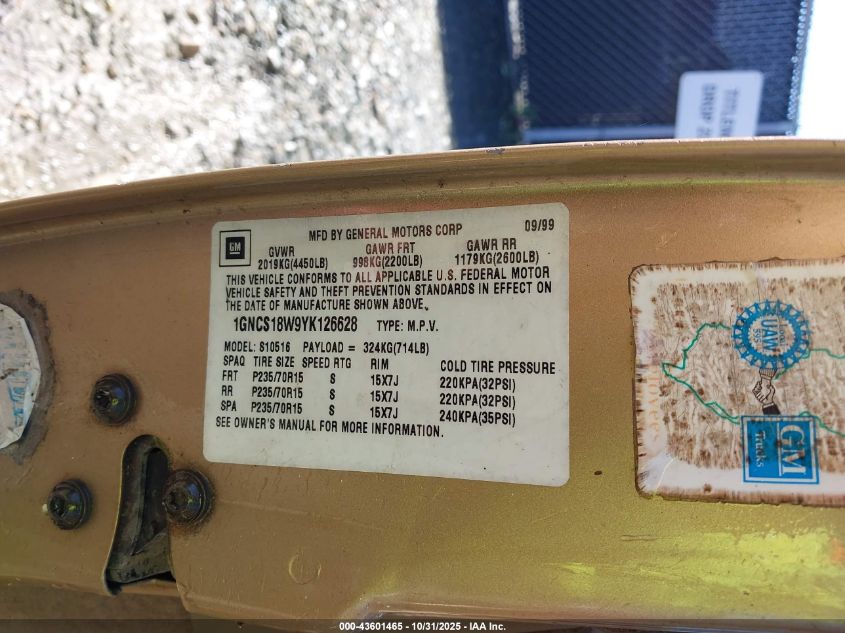 MFD BY GENERAL MOTORS CORP 09/99
GM
GVWR GAWR FRT GAWR RR
2019KG(4450LB) 998KG(2200LB) 1179KG(2600LB)
THIS VEHICLE CONFORMS TO ALL APPLICABLE U.S. FEDERAL MOTOR
VEHICLE SAFETY AND THEFT PREVENTION STANDARDS IN EFFECT ON
THE DATE OF MANUFACTURE SHOWN ABOVE.
1GNCS18W9YK126628 TYPE: M.P.V.
MODEL: S10516 PAYLOAD = 324KG(714LB)
SPAQ TIRE SIZE SPEED RTG RIM COLD TIRE PRESSURE
FRT P235/70R15 S 15X7J 220KPA(32PSI)
RR P235/70R15 S 15X7J 220KPA(32PSI)
SPA P235/70R15 S 15X7J 240KPA(35PSI)
SEE OWNER'S MANUAL FOR MORE INFORMATION.
UAW
GM
Trucks
000-43601465 - 10/31/2025 - IAA Inc.